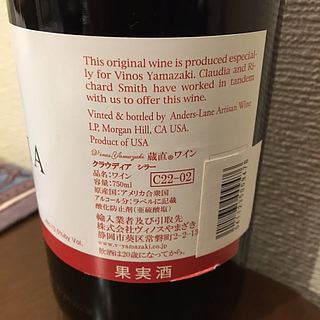 This original wine is produced especial-
ly for Vinos Yamazaki. Claudia and Ri-
chard Smith have worked in tandem
with us to offer this wine.
Vinted & bottled by Anders-Lane Artisan Wine
LP, Morgan Hill, CA USA.
Product of USA
@Vinos Yamazaki 蔵直®ワイン
クラウディア シラー
品名:ワイン
C22-02
容量:750ml
原産国:アメリカ合衆国
アルコール分:ラベルに記載
酸化防止剤(亜硫酸塩)
輸入業者及び引取先
株式会社ヴィノスやまざき
静岡市葵区常磐町2-2-13
v-yamazaki.co.jp
飲酒は20歳になってから。
果実酒
A
by Vol.